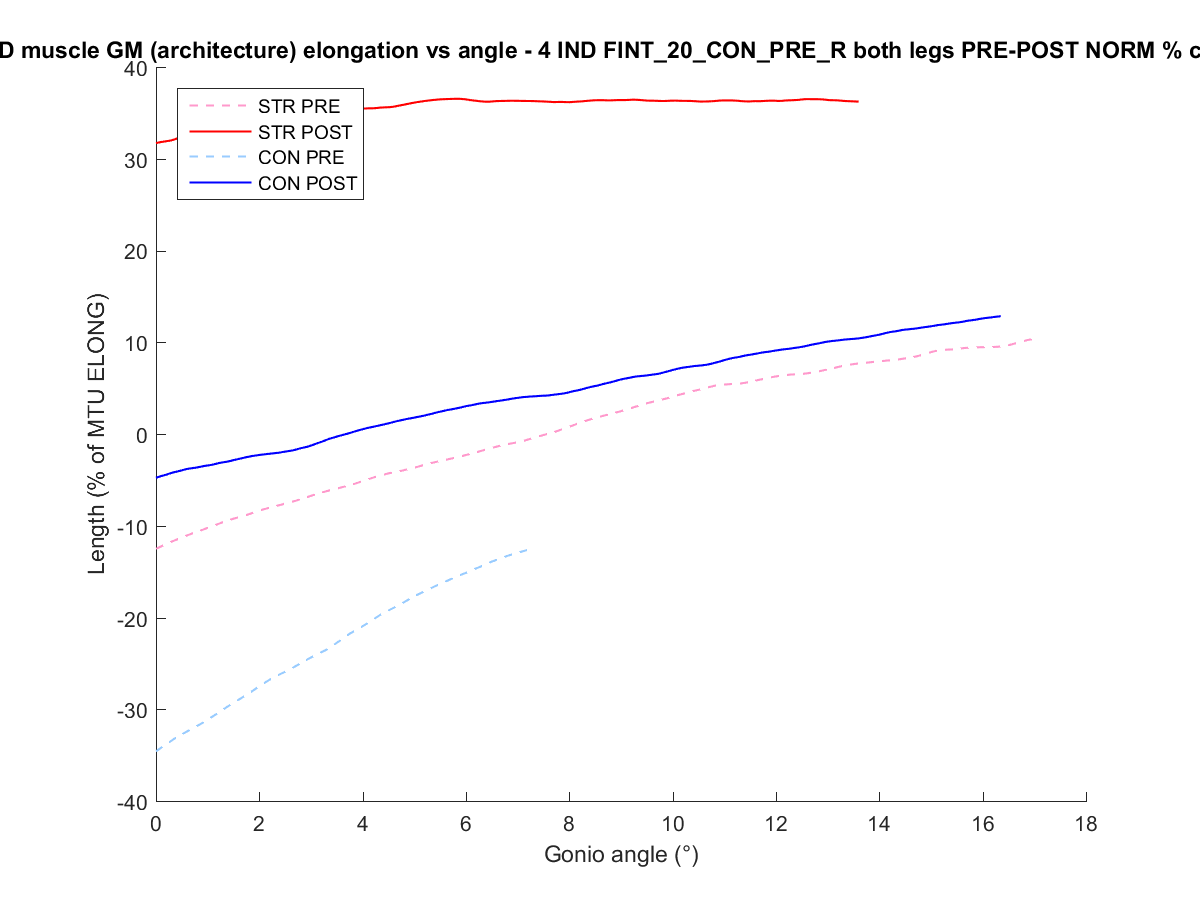 D muscle GM (architecture) elongation vs angle - 4 IND FINT_20_CON_PRE_R both legs PRE-POST NORM % c
40
30
20
10
0
-10
-20
-30
-40
Length (% of MTU ELONG)
STR PRE
STR POST
CON PRE
CON POST
0 2 4 6 8 10 12 14 16 18
Gonio angle (°)